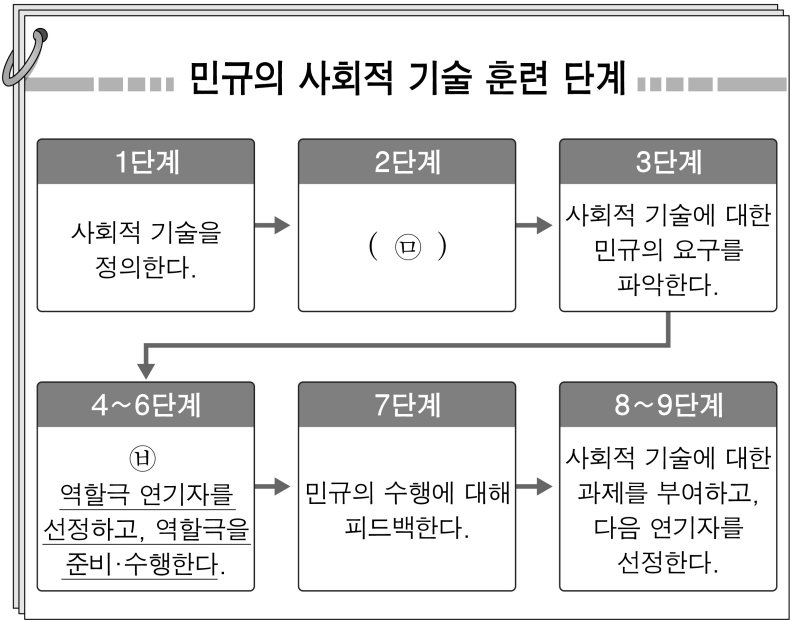 민규의 사회적 기술 훈련 단계
1단계
사회적 기술을
정의한다.
2단계
( ㉤ )
3단계
사회적 기술에 대한
민규의 요구를
파악한다.
4～6단계
㉥
역할극 연기자를
선정하고, 역할극을
준비·수행한다.
7단계
민규의 수행에 대해
피드백한다.
8～9단계
사회적 기술에 대한
과제를 부여하고,
다음 연기자를
선정한다.